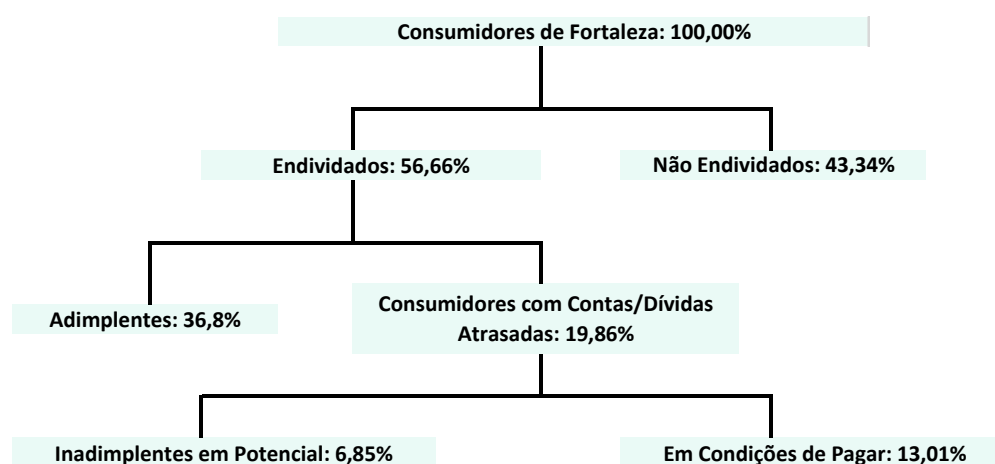 Consumidores de Fortaleza: 100,00%
Endividados: 56,66%
Não Endividados: 43,34%
Adimplentes: 36,8%
Consumidores com Contas/Dívidas
Atrasadas: 19,86%
Inadimplentes em Potencial: 6,85%
Em Condições de Pagar: 13,01%